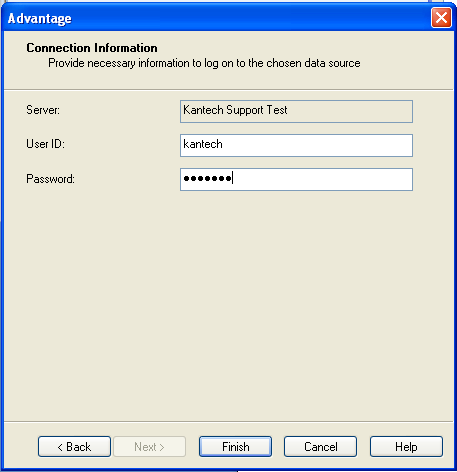 Advantage
Connection Information
Provide necessary information to log on to the chosen data source
Server: Kantech Support Test
User ID: kantech
Password: ●●●●●●●
< Back Next > Finish Cancel Help